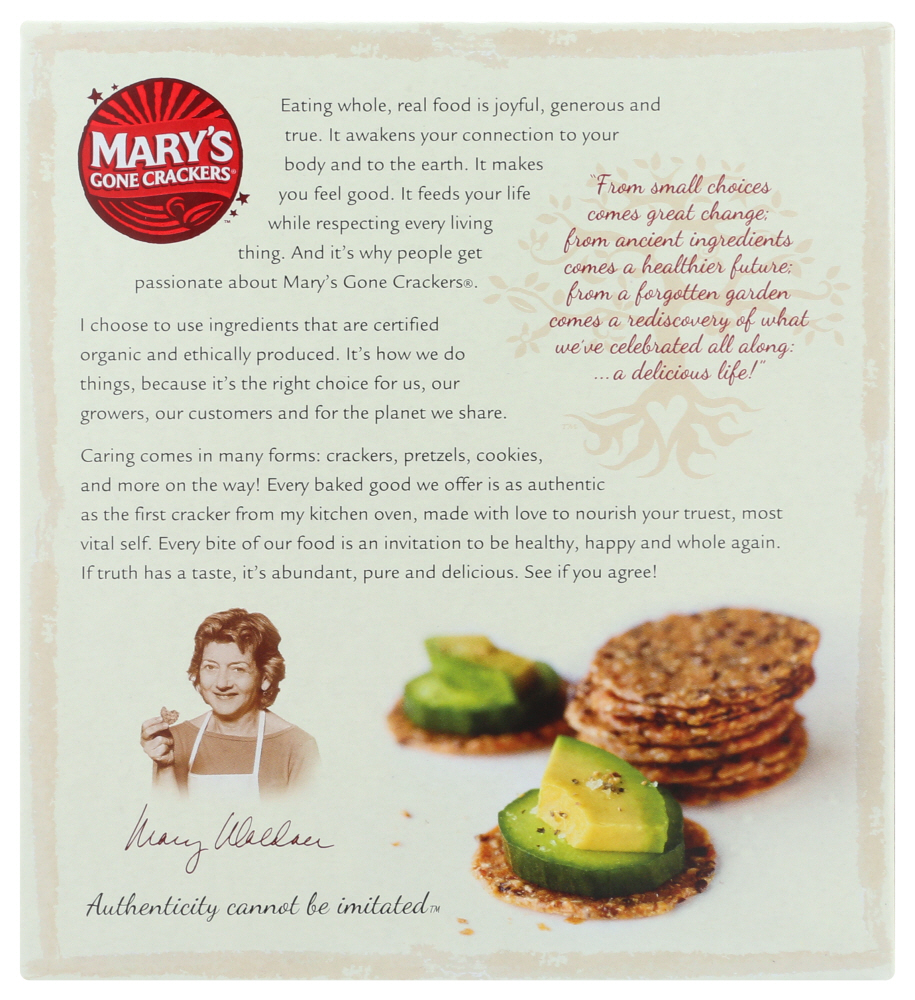 MARY'S
GONE CRACKERS®
™
Eating whole, real food is joyful, generous and
true. It awakens your connection to your
body and to the earth. It makes
you feel good. It feeds your life
while respecting every living
thing. And it's why people get
passionate about Mary's Gone Crackers®.
"From small choices
comes great change;
from ancient ingredients
comes a healthier future;
from a forgotten garden
comes a rediscovery of what
we've celebrated all along:
...a delicious life!"
™
I choose to use ingredients that are certified
organic and ethically produced. It's how we do
things, because it's the right choice for us, our
growers, our customers and for the planet we share.
Caring comes in many forms: crackers, pretzels, cookies,
and more on the way! Every baked good we offer is as authentic
as the first cracker from my kitchen oven, made with love to nourish your truest, most
vital self. Every bite of our food is an invitation to be healthy, happy and whole again.
If truth has a taste, it's abundant, pure and delicious. See if you agree!
Mary Waldner
Authenticity cannot be imitated™